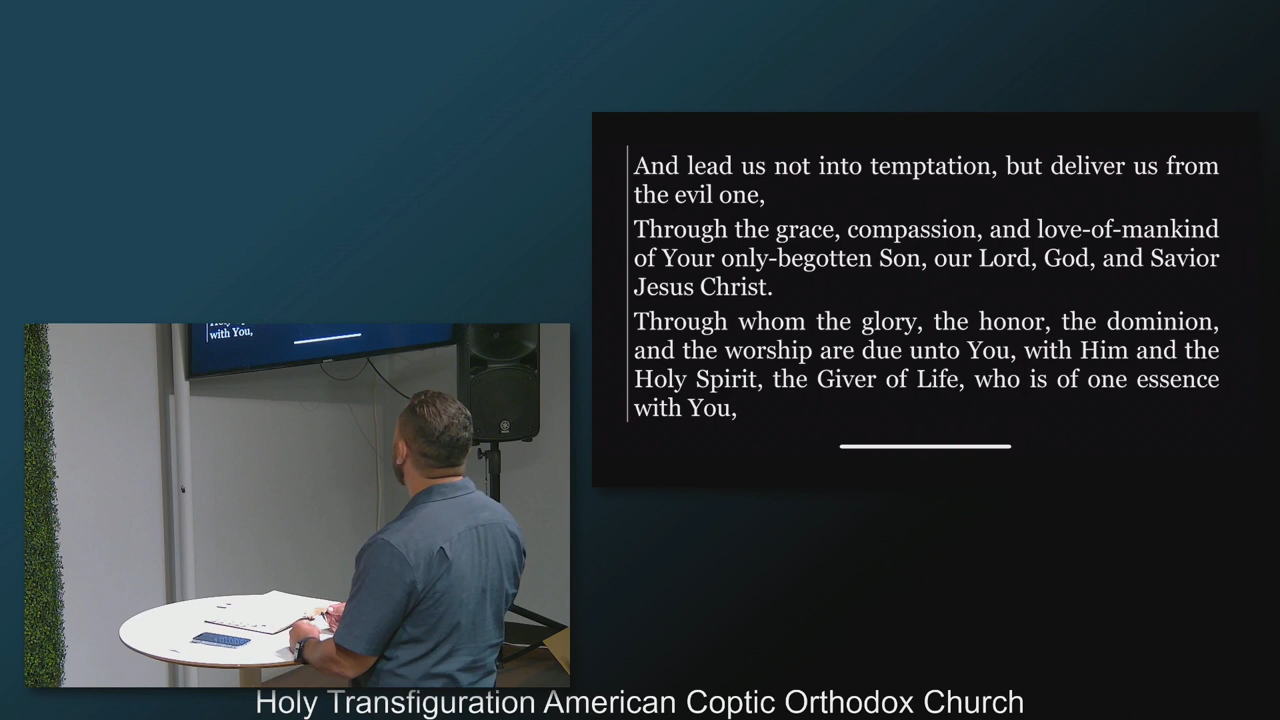 And lead us not into temptation, but deliver us from
the evil one,
Through the grace, compassion, and love-of-mankind
of Your only-begotten Son, our Lord, God, and Savior
Jesus Christ.
Through whom the glory, the honor, the dominion,
and the worship are due unto You, with Him and the
Holy Spirit, the Giver of Life, who is of one essence
with You,
with You,
Holy Transfiguration American Coptic Orthodox Church